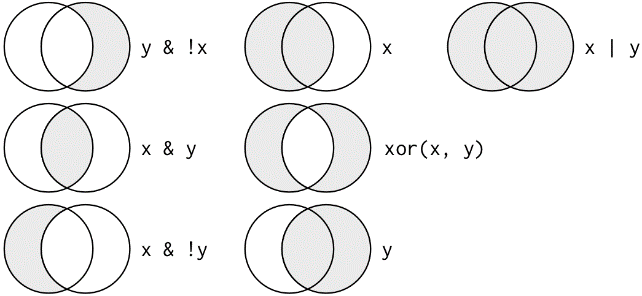 y & !x
x
x | y
x & y
xor(x, y)
x & !y
y